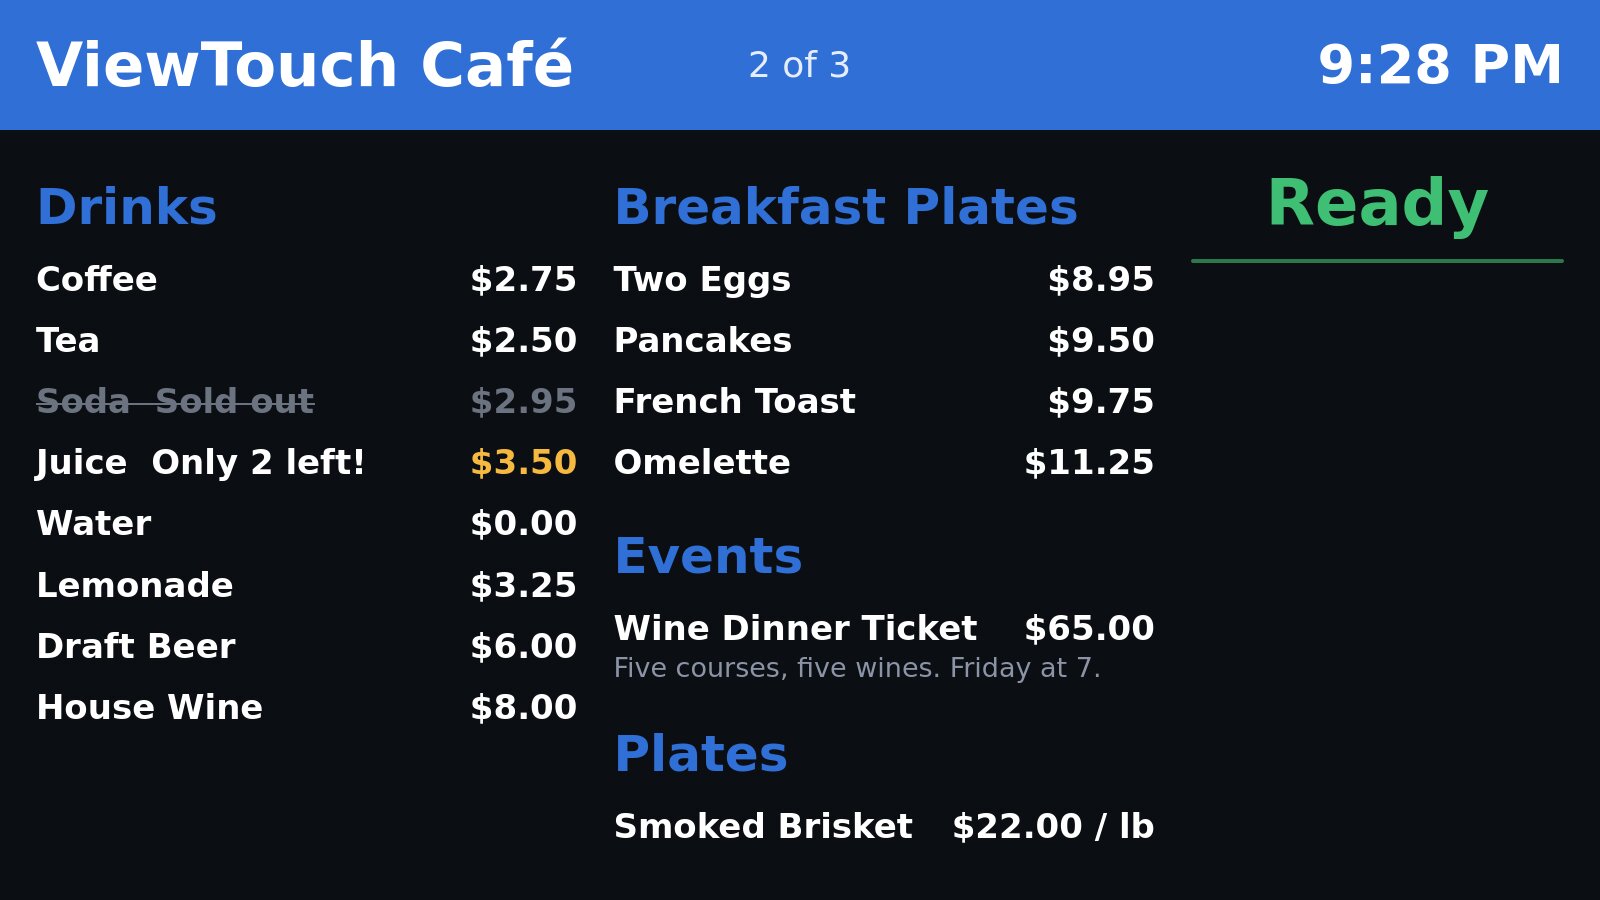 ViewTouch Café
2 of 3
9:28 PM
Drinks
Coffee $2.75
Tea $2.50
Soda Sold out $2.95
Juice Only 2 left! $3.50
Water $0.00
Lemonade $3.25
Draft Beer $6.00
House Wine $8.00
Breakfast Plates
Two Eggs $8.95
Pancakes $9.50
French Toast $9.75
Omelette $11.25
Events
Wine Dinner Ticket $65.00
Five courses, five wines. Friday at 7.
Plates
Smoked Brisket $22.00 / lb
Ready